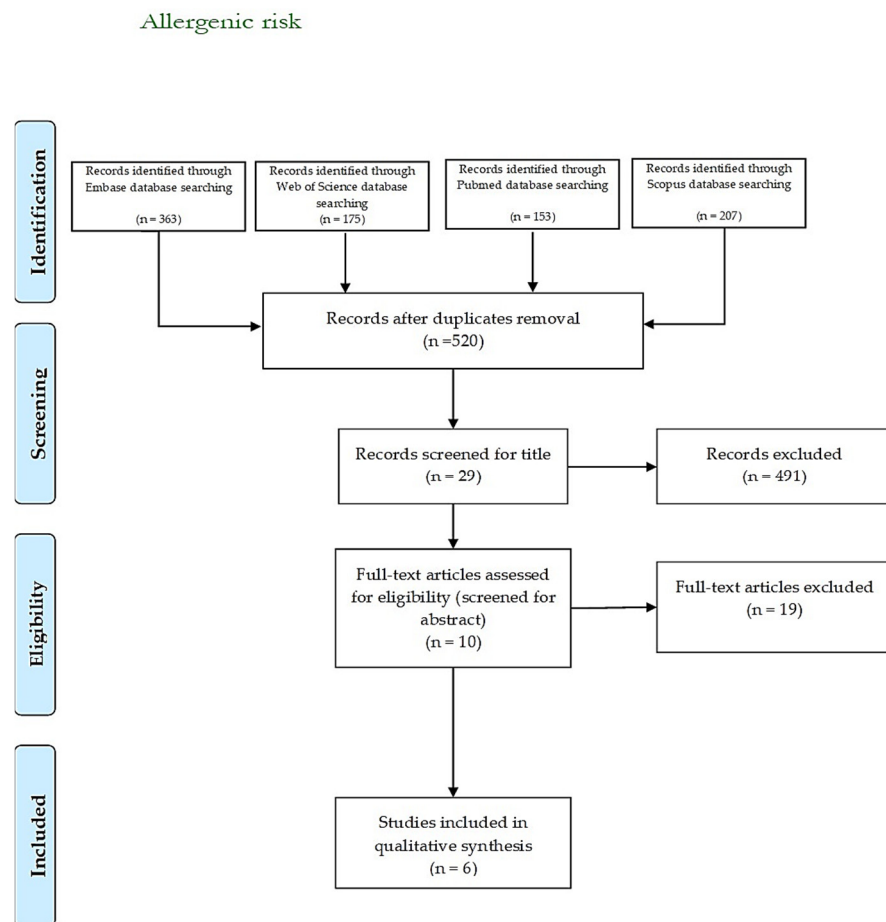 Allergenic risk
Identification
Records identified through
Embase database searching
(n = 363)
Records identified through
Web of Science database
searching
(n = 175)
Records identified through
Pubmed database searching
(n = 153)
Records identified through
Scopus database searching
(n = 207)
Records after duplicates removal
(n =520)
Screening
Records screened for title
(n = 29)
Records excluded
(n = 491)
Eligibility
Full-text articles assessed
for eligibility (screened for
abstract)
(n = 10)
Full-text articles excluded
(n = 19)
Included
Studies included in
qualitative synthesis
(n = 6)